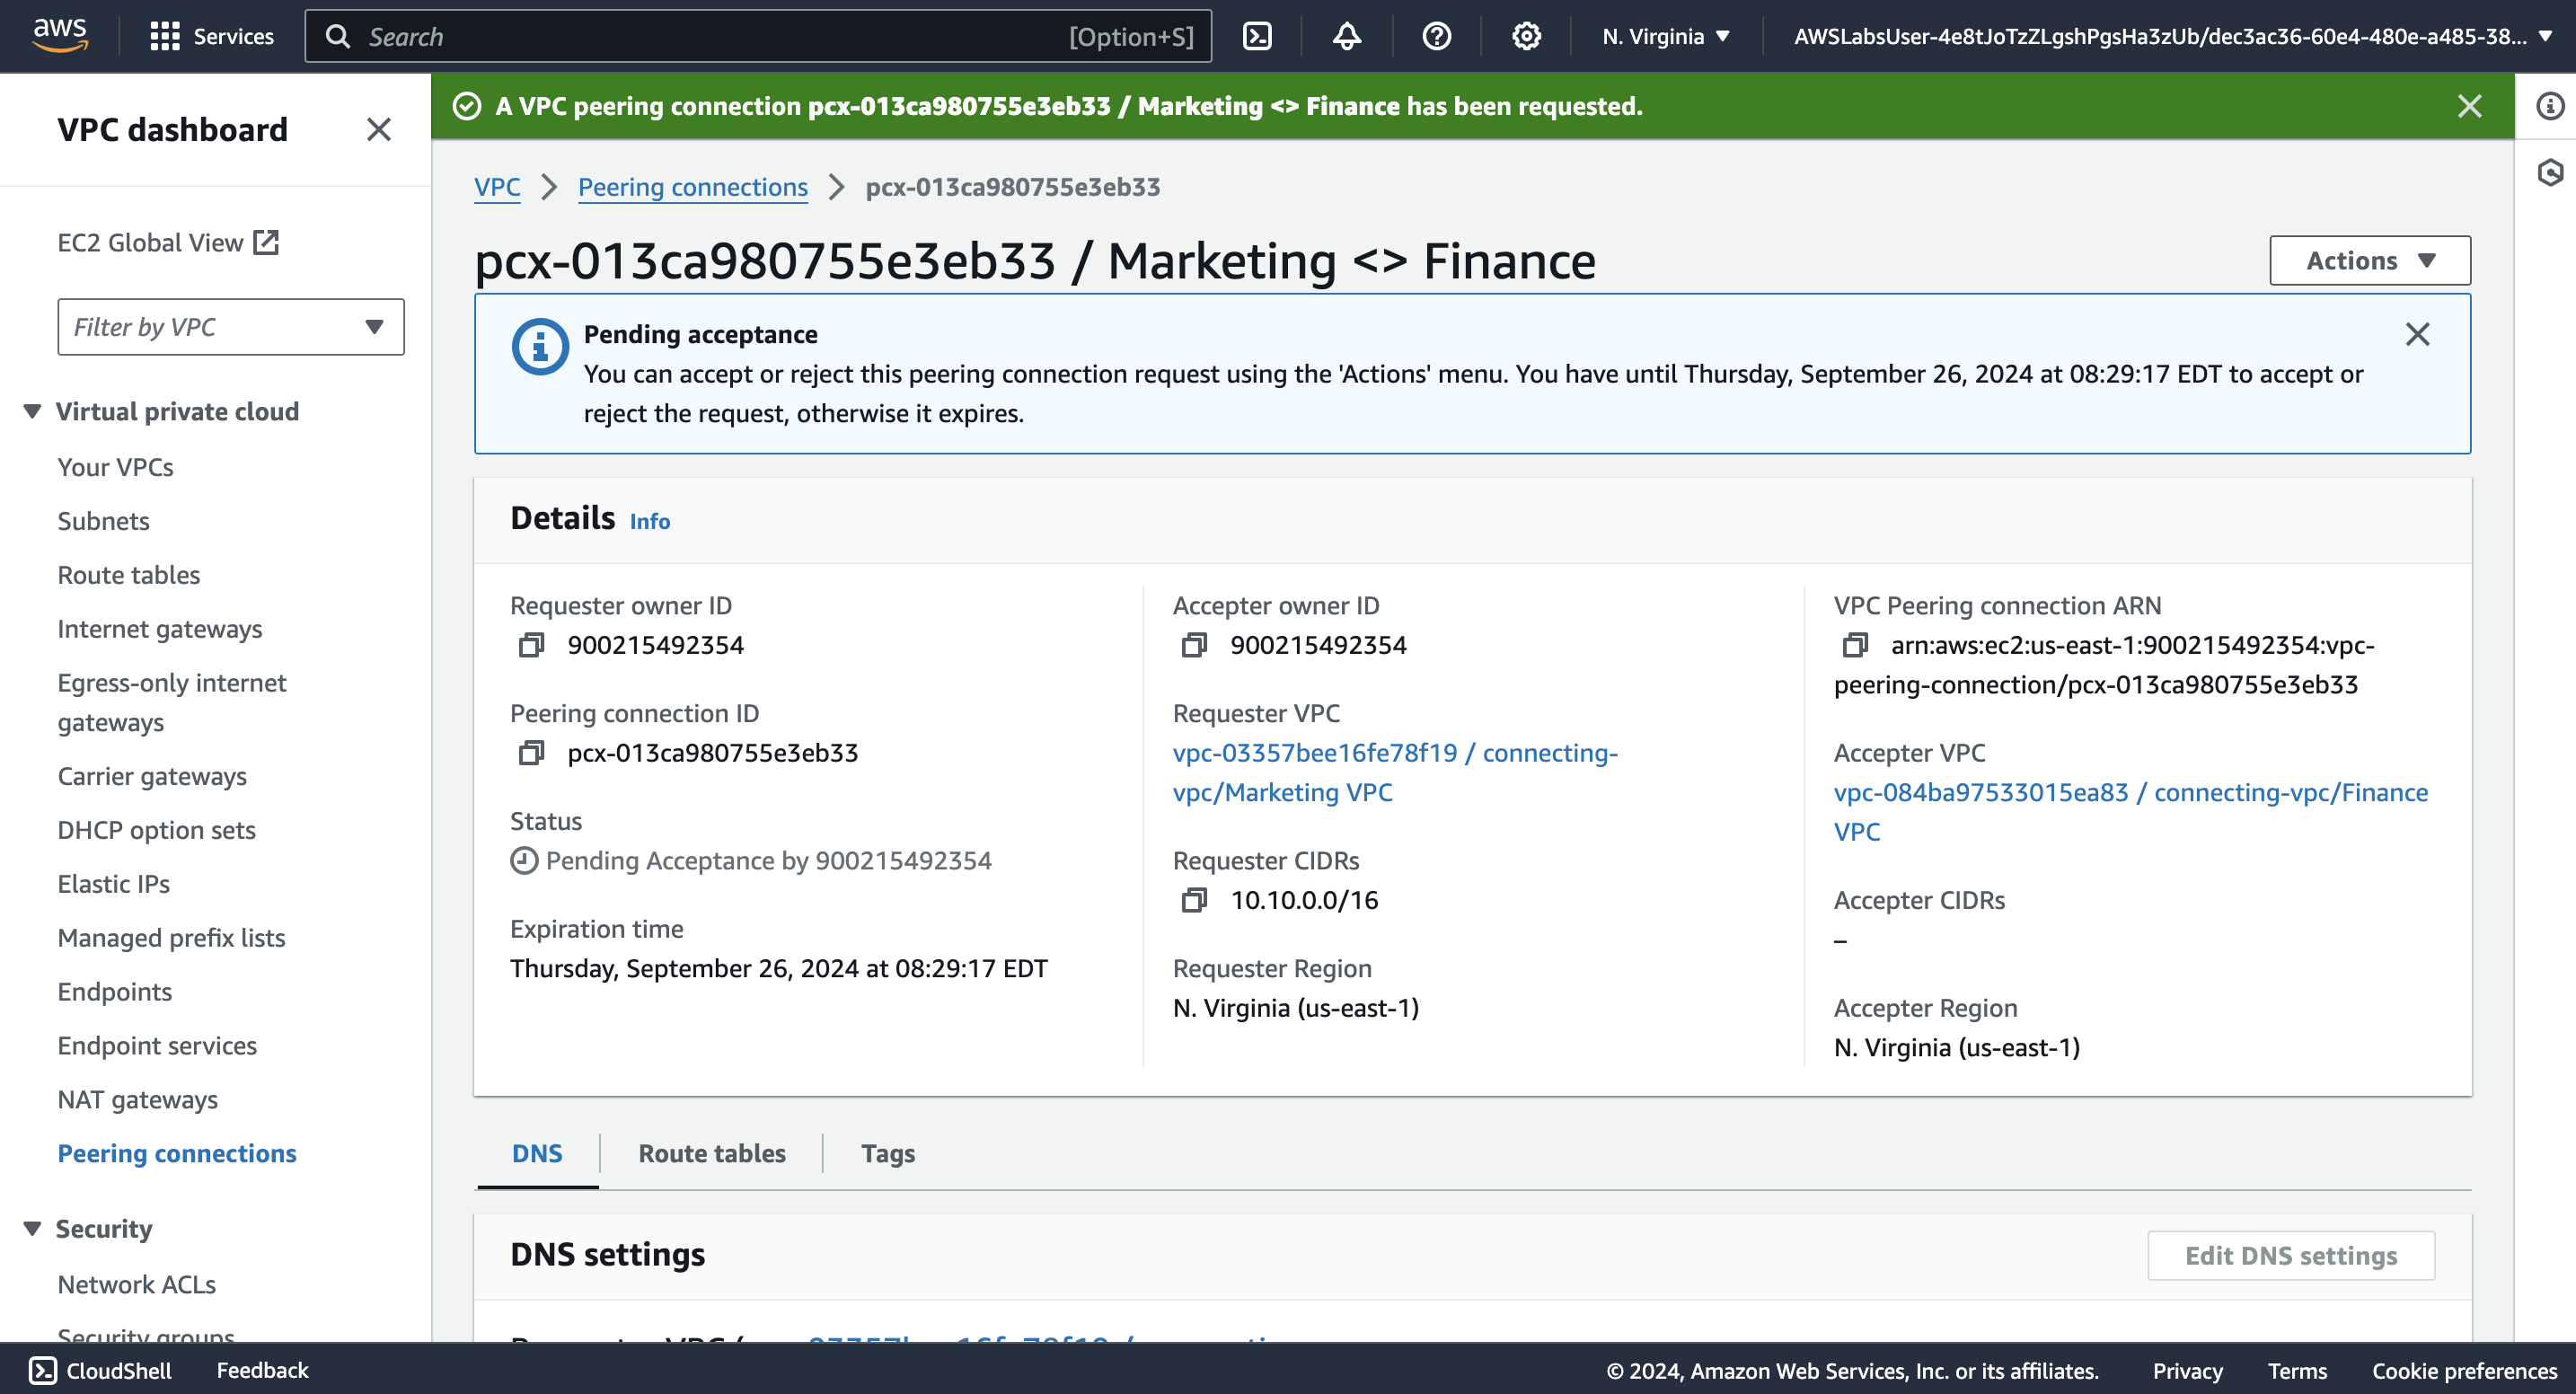 aws
Services
Search
[Option+S]
N. Virginia
AWSLabsUser-4e8tJoTzZLgshPgsHa3zUb/dec3ac36-60e4-480e-a485-38...
VPC dashboard
EC2 Global View
Filter by VPC
Virtual private cloud
Your VPCs
Subnets
Route tables
Internet gateways
Egress-only internet
gateways
Carrier gateways
DHCP option sets
Elastic IPs
Managed prefix lists
Endpoints
Endpoint services
NAT gateways
Peering connections
Security
Network ACLs
Security groups
A VPC peering connection pcx-013ca980755e3eb33 / Marketing <> Finance has been requested.
VPC
Peering connections
pcx-013ca980755e3eb33
pcx-013ca980755e3eb33 / Marketing <> Finance
Actions
Pending acceptance
You can accept or reject this peering connection request using the 'Actions' menu. You have until Thursday, September 26, 2024 at 08:29:17 EDT to accept or
reject the request, otherwise it expires.
Details
Info
Requester owner ID
900215492354
Peering connection ID
pcx-013ca980755e3eb33
Status
Pending Acceptance by 900215492354
Expiration time
Thursday, September 26, 2024 at 08:29:17 EDT
Accepter owner ID
900215492354
Requester VPC
vpc-03357bee16fe78f19 / connecting-
vpc/Marketing VPC
Requester CIDRs
10.10.0.0/16
Requester Region
N. Virginia (us-east-1)
VPC Peering connection ARN
arn:aws:ec2:us-east-1:900215492354:vpc-
peering-connection/pcx-013ca980755e3eb33
Accepter VPC
vpc-084ba97533015ea83 / connecting-vpc/Finance
VPC
Accepter CIDRs
–
Accepter Region
N. Virginia (us-east-1)
DNS
Route tables
Tags
DNS settings
Edit DNS settings
CloudShell
Feedback
© 2024, Amazon Web Services, Inc. or its affiliates.
Privacy
Terms
Cookie preferences